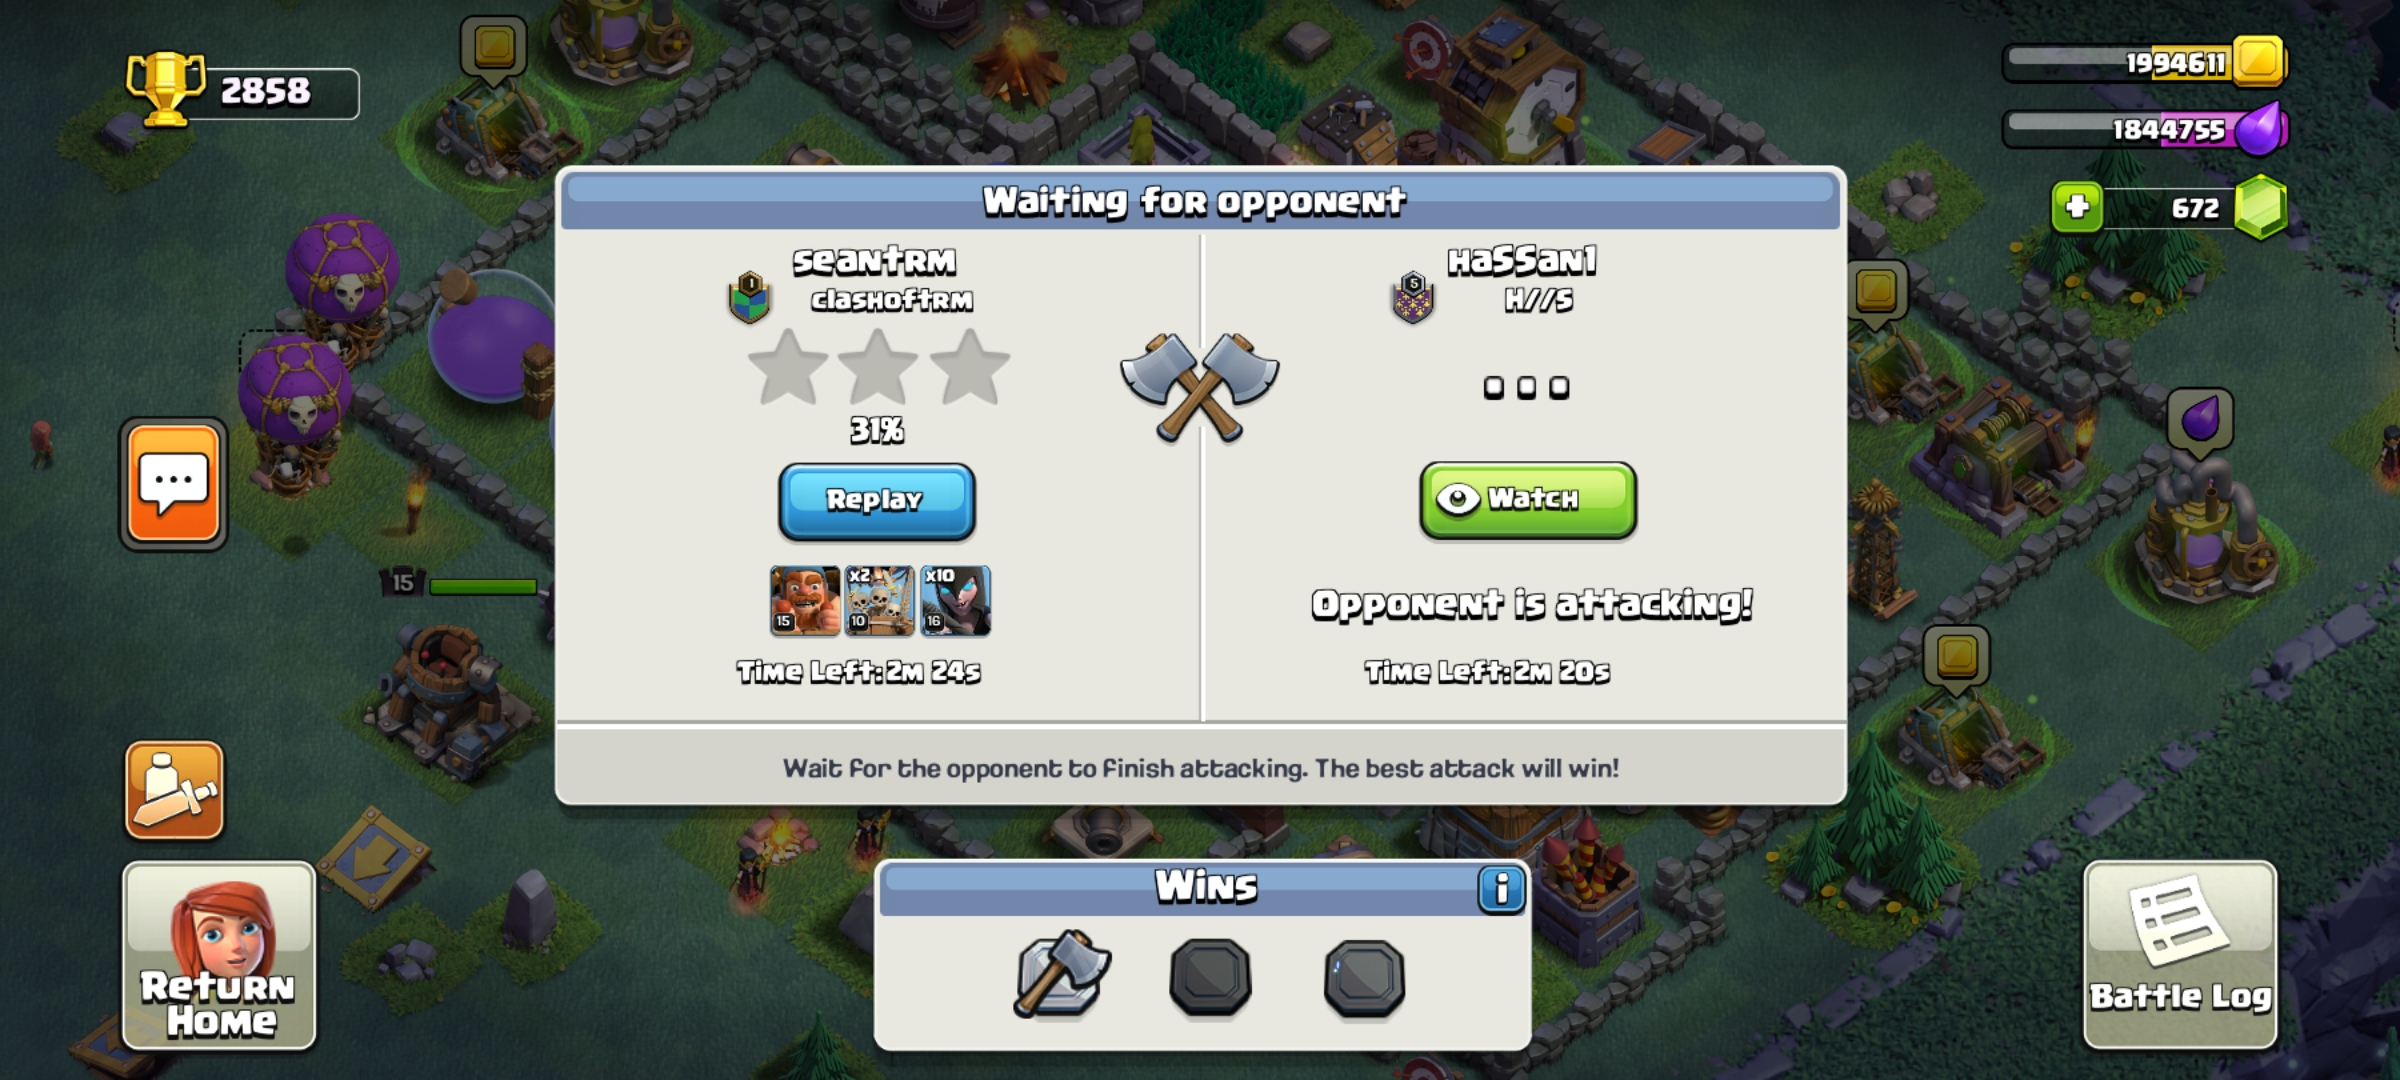 2858
1994611
1844755
672
Waiting for opponent
seantrm
clashoftrm
1
31%
Replay
15
x2
10
x10
16
Time Left:2m 24s
HaSSan1
H//S
5
Watch
Opponent is attacking!
Time Left:2m 20s
Wait for the opponent to finish attacking. The best attack will win!
15
Wins
i
Return
Home
Battle Log